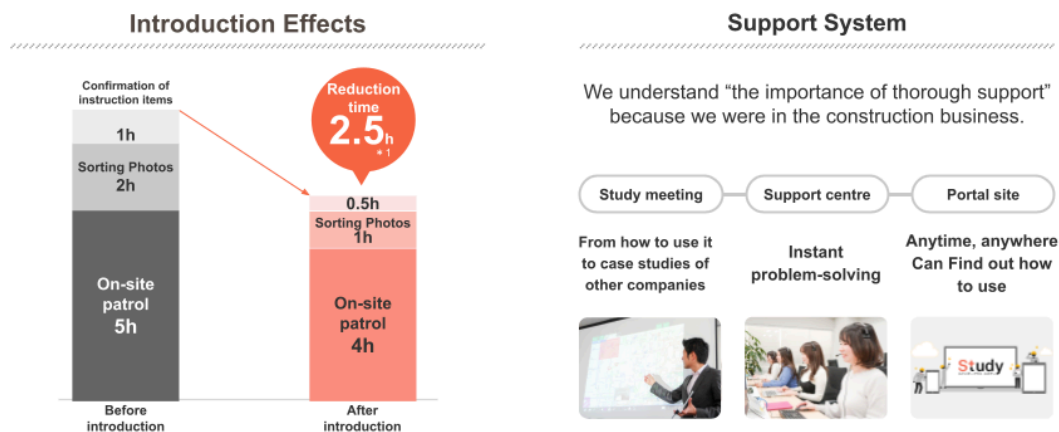 Introduction Effects
Confirmation of
instruction items
1h
Sorting Photos
2h
On-site
patrol
5h
Before
introduction
Reduction
time
2.5h
*1
0.5h
Sorting Photos
1h
On-site
patrol
4h
After
introduction
Support System
We understand “the importance of thorough support”
because we were in the construction business.
Study meeting
Support centre
Portal site
From how to use it
to case studies of
other companies
Instant
problem-solving
Anytime, anywhere
Can Find out how
to use
Study